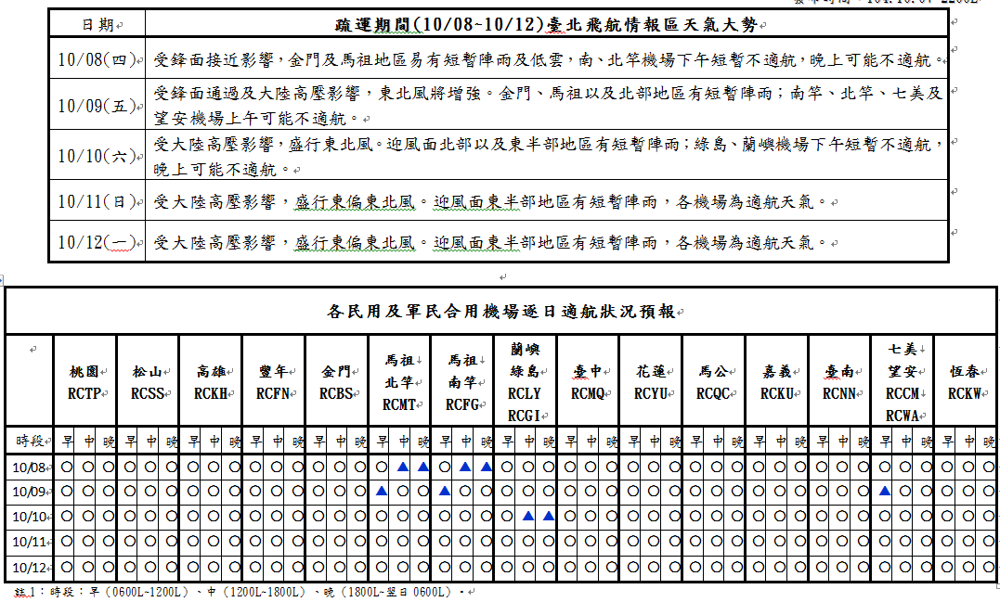 發布時間：104.10.07 2200L
日期 疏運期間(10/08~10/12)臺北飛航情報區天氣大勢
10/08(四) 受鋒面接近影響，金門及馬祖地區易有短暫陣雨及低雲，南、北竿機場下午短暫不適航，晚上可能不適航。
10/09(五) 受鋒面通過及大陸高壓影響，東北風將增強。金門、馬祖以及北部地區有短暫陣雨；南竿、北竿、七美及
望安機場上午可能不適航。
10/10(六) 受大陸高壓影響，盛行東北風。迎風面北部以及東半部地區有短暫陣雨；綠島、蘭嶼機場下午短暫不適航，
晚上可能不適航。
10/11(日) 受大陸高壓影響，盛行東偏東北風。迎風面東半部地區有短暫陣雨，各機場為適航天氣。
10/12(一) 受大陸高壓影響，盛行東偏東北風。迎風面東半部地區有短暫陣雨，各機場為適航天氣。
各民用及軍民合用機場逐日適航狀況預報
桃園 RCTP
松山 RCSS
高雄 RCKH
豐年 RCFN
金門 RCBS
馬祖 北竿 RCMT
馬祖 南竿 RCFG
蘭嶼 綠島 RCLY RCGI
臺中 RCMQ
花蓮 RCYU
馬公 RCQC
嘉義 RCKU
臺南 RCNN
七美 望安 RCCM RCWA
恆春 RCKW
時段 早 中 晚 早 中 晚 早 中 晚 早 中 晚 早 中 晚 早 中 晚 早 中 晚 早 中 晚 早 中 晚 早 中 晚 早 中 晚 早 中 晚 早 中 晚 早 中 晚 早 中 晚
10/08 ○ ○ ○ ○ ○ ○ ○ ○ ○ ○ ○ ○ ○ ○ ○ ○ ▲ ▲ ○ ▲ ▲ ○ ○ ○ ○ ○ ○ ○ ○ ○ ○ ○ ○ ○ ○ ○ ○ ○ ○ ○ ○ ○ ○ ○ ○
10/09 ○ ○ ○ ○ ○ ○ ○ ○ ○ ○ ○ ○ ○ ○ ○ ▲ ○ ○ ▲ ○ ○ ○ ○ ○ ○ ○ ○ ○ ○ ○ ○ ○ ○ ○ ○ ○ ○ ○ ○ ▲ ○ ○ ○ ○ ○
10/10 ○ ○ ○ ○ ○ ○ ○ ○ ○ ○ ○ ○ ○ ○ ○ ○ ○ ○ ○ ○ ○ ○ ▲ ▲ ○ ○ ○ ○ ○ ○ ○ ○ ○ ○ ○ ○ ○ ○ ○ ○ ○ ○ ○ ○ ○
10/11 ○ ○ ○ ○ ○ ○ ○ ○ ○ ○ ○ ○ ○ ○ ○ ○ ○ ○ ○ ○ ○ ○ ○ ○ ○ ○ ○ ○ ○ ○ ○ ○ ○ ○ ○ ○ ○ ○ ○ ○ ○ ○ ○ ○ ○
10/12 ○ ○ ○ ○ ○ ○ ○ ○ ○ ○ ○ ○ ○ ○ ○ ○ ○ ○ ○ ○ ○ ○ ○ ○ ○ ○ ○ ○ ○ ○ ○ ○ ○ ○ ○ ○ ○ ○ ○ ○ ○ ○ ○ ○ ○
註1：時段：早（0600L~1200L）、中（1200L~1800L）、晚（1800L~翌日0600L）。